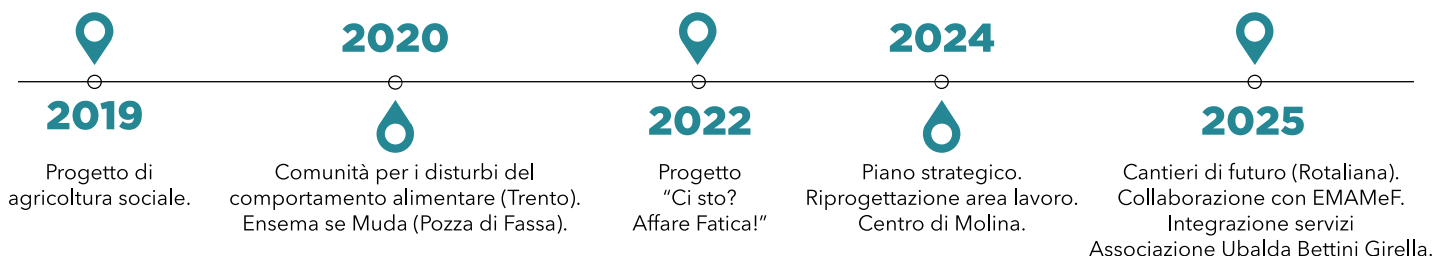 2019
Progetto di
agricoltura sociale.
2020
Comunità per i disturbi del
comportamento alimentare (Trento).
Ensema se Muda (Pozza di Fassa).
2022
Progetto
“Ci sto?
Affare Fatica!”
2024
Piano strategico.
Riprogettazione area lavoro.
Centro di Molina.
2025
Cantieri di futuro (Rotaliana).
Collaborazione con EMAMeF.
Integrazione servizi
Associazione Ubalda Bettini Girella.